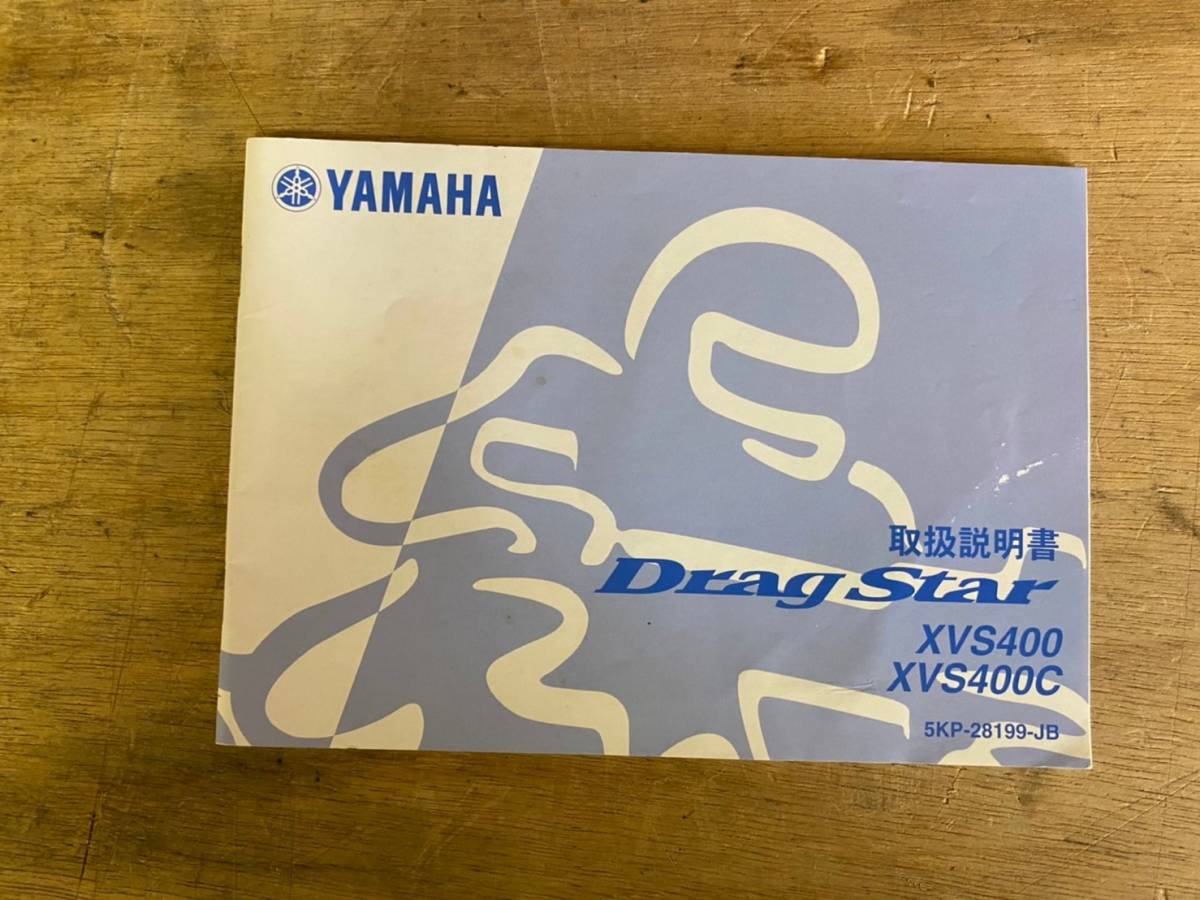 YAMAHA
取扱説明書
Drag Star
XVS400
XVS400C
5KP-28199-JB